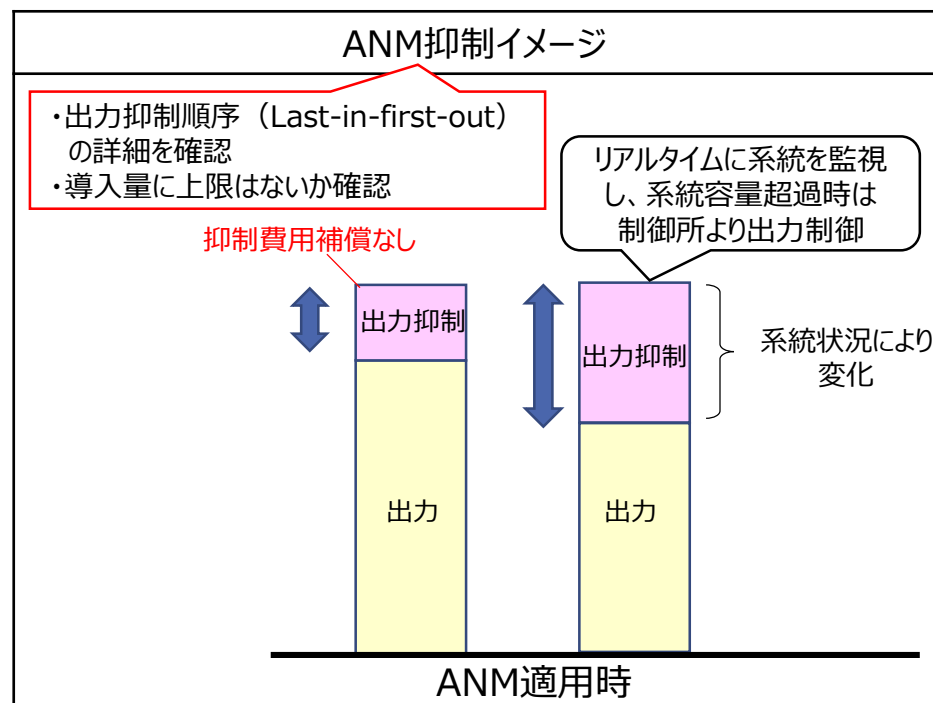 ANM抑制イメージ
・出力抑制順序（Last-in-first-out）
の詳細を確認
・導入量に上限はないか確認
リアルタイムに系統を監視
し、系統容量超過時は
制御所より出力制御
抑制費用補償なし
出力抑制
出力抑制
系統状況により
変化
出力
出力
ANM適用時